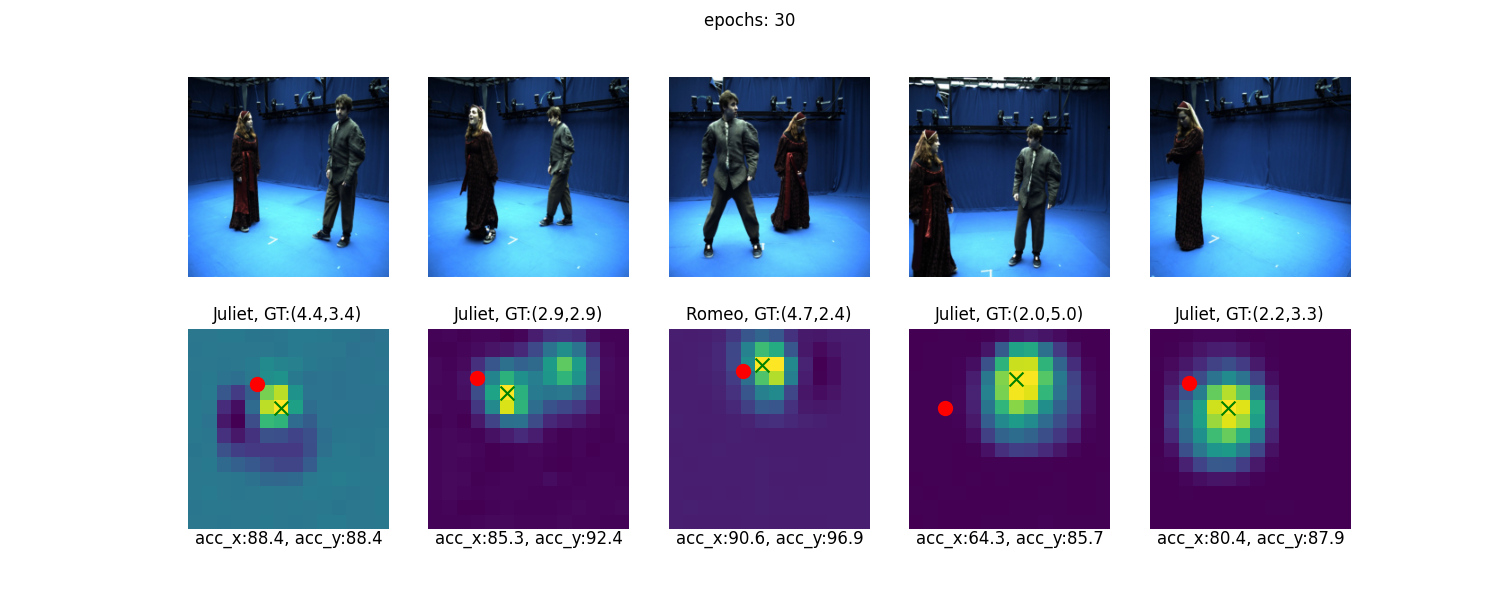 epochs: 30
Juliet, GT:(4.4,3.4)
Juliet, GT:(2.9,2.9)
Romeo, GT:(4.7,2.4)
Juliet, GT:(2.0,5.0)
Juliet, GT:(2.2,3.3)
acc_x:88.4, acc_y:88.4
acc_x:85.3, acc_y:92.4
acc_x:90.6, acc_y:96.9
acc_x:64.3, acc_y:85.7
acc_x:80.4, acc_y:87.9